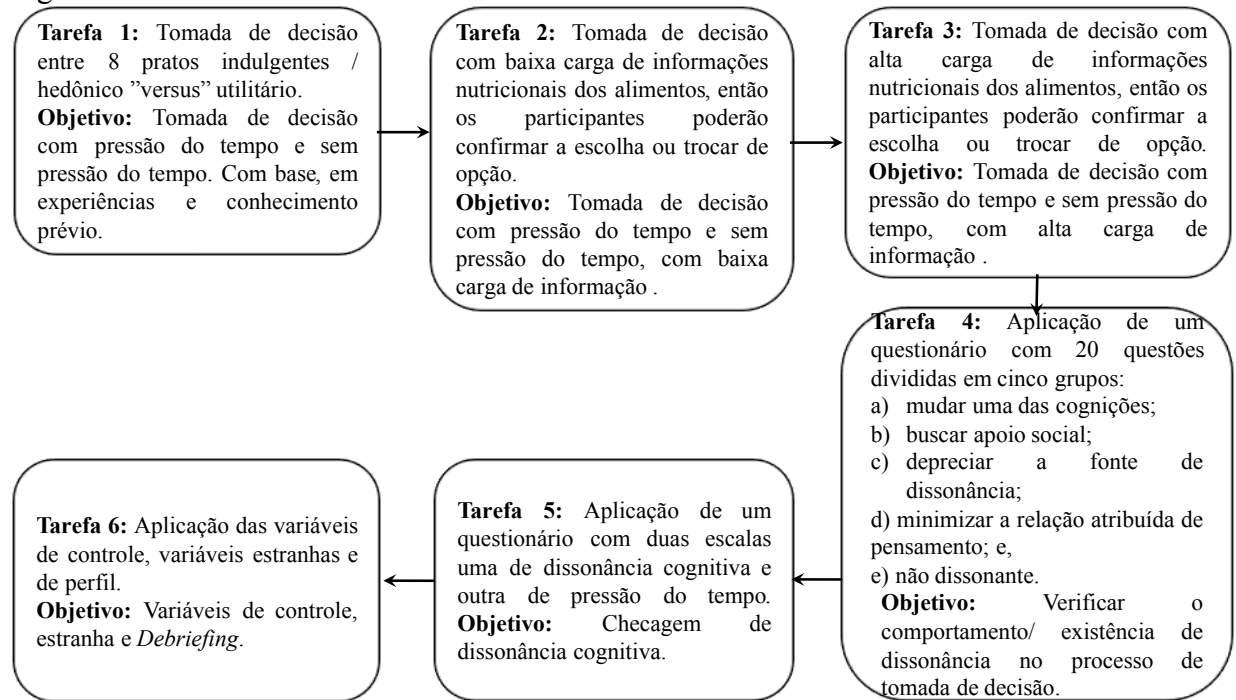 Tarefa 1: Tomada de decisão
entre 8 pratos indulgentes /
hedônico ”versus” utilitário.
Objetivo: Tomada de decisão
com pressão do tempo e sem
pressão do tempo. Com base, em
experiências e conhecimento
prévio.
Tarefa 2: Tomada de decisão
com baixa carga de informações
nutricionais dos alimentos, então
os participantes poderão
confirmar a escolha ou trocar de
opção.
Objetivo: Tomada de decisão
com pressão do tempo e sem
pressão do tempo, com baixa
carga de informação .
Tarefa 3: Tomada de decisão com
alta carga de informações
nutricionais dos alimentos, então os
participantes poderão confirmar a
escolha ou trocar de opção.
Objetivo: Tomada de decisão com
pressão do tempo e sem pressão do
tempo, com alta carga de
informação .
Tarefa 4: Aplicação de um
questionário com 20 questões
divididas em cinco grupos:
a) mudar uma das cognições;
b) buscar apoio social;
c) depreciar a fonte de
dissonância;
d) minimizar a relação atribuída de
pensamento; e,
e) não dissonante.
Objetivo: Verificar o
comportamento/ existência de
dissonância no processo de
tomada de decisão.
Tarefa 5: Aplicação de um
questionário com duas escalas
uma de dissonância cognitiva e
outra de pressão do tempo.
Objetivo: Checagem de
dissonância cognitiva.
Tarefa 6: Aplicação das variáveis
de controle, variáveis estranhas e
de perfil.
Objetivo: Variáveis de controle,
estranha e Debriefing.